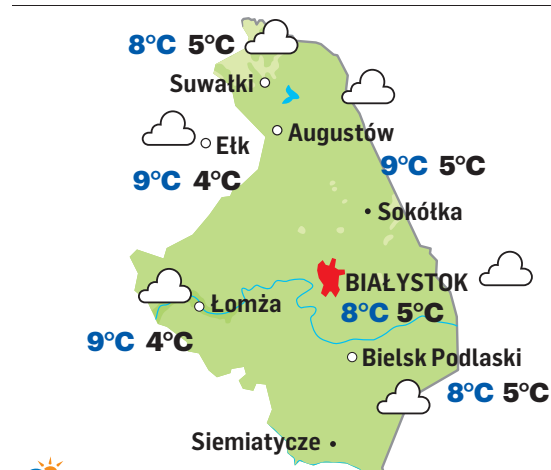 8°C 5°C
Suwałki
Augustów
Ełk
9°C 4°C
9°C 5°C
Sokółka
BIAŁYSTOK
8°C 5°C
Łomża
9°C 4°C
Bielsk Podlaski
8°C 5°C
Siemiatycze